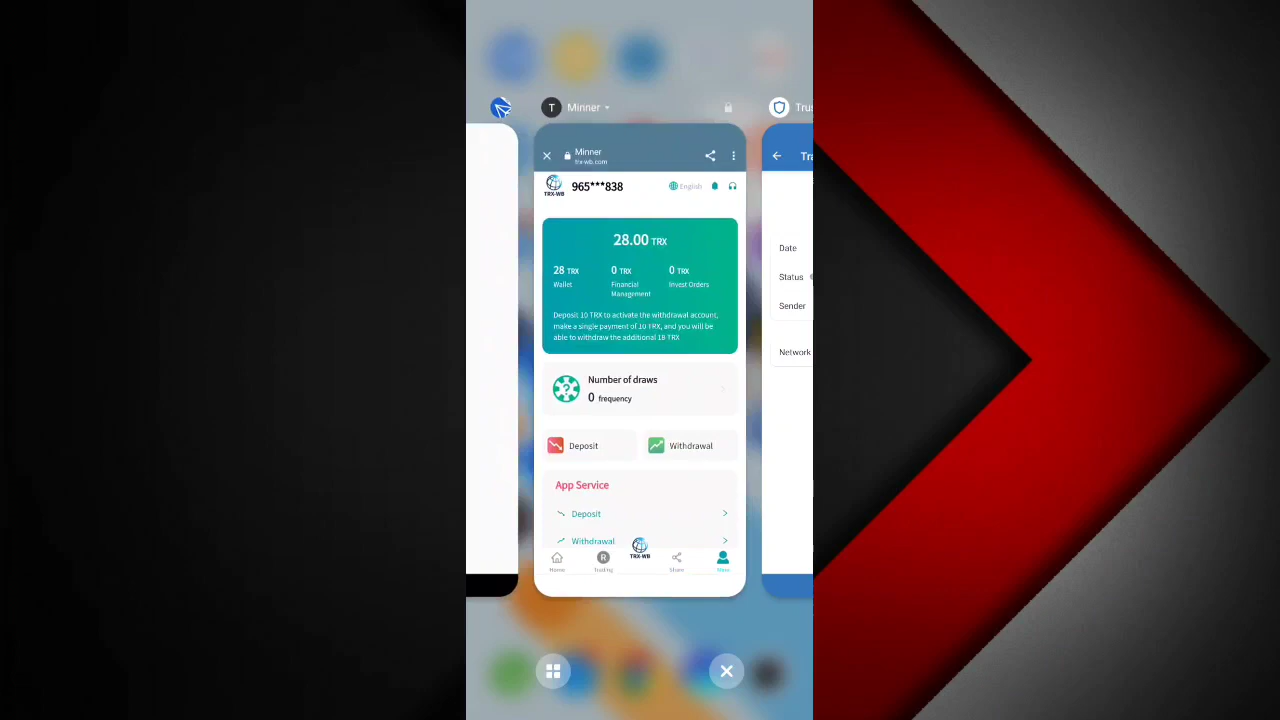 T Minner
Trus
Minner
trx-wb.com
Tra
TRX-WB
965***838
English
28.00 TRX
28 TRX
0 TRX
0 TRX
Wallet
Financial
Management
Invest Orders
Deposit 10 TRX to activate the withdrawal account,
make a single payment of 10 TRX, and you will be
able to withdraw the additional 18 TRX
Number of draws
0 frequency
Deposit
Withdrawal
App Service
Deposit
Withdrawal
TRX-WB
Home
R
Trading
Share
Date
Status
Sender
Network